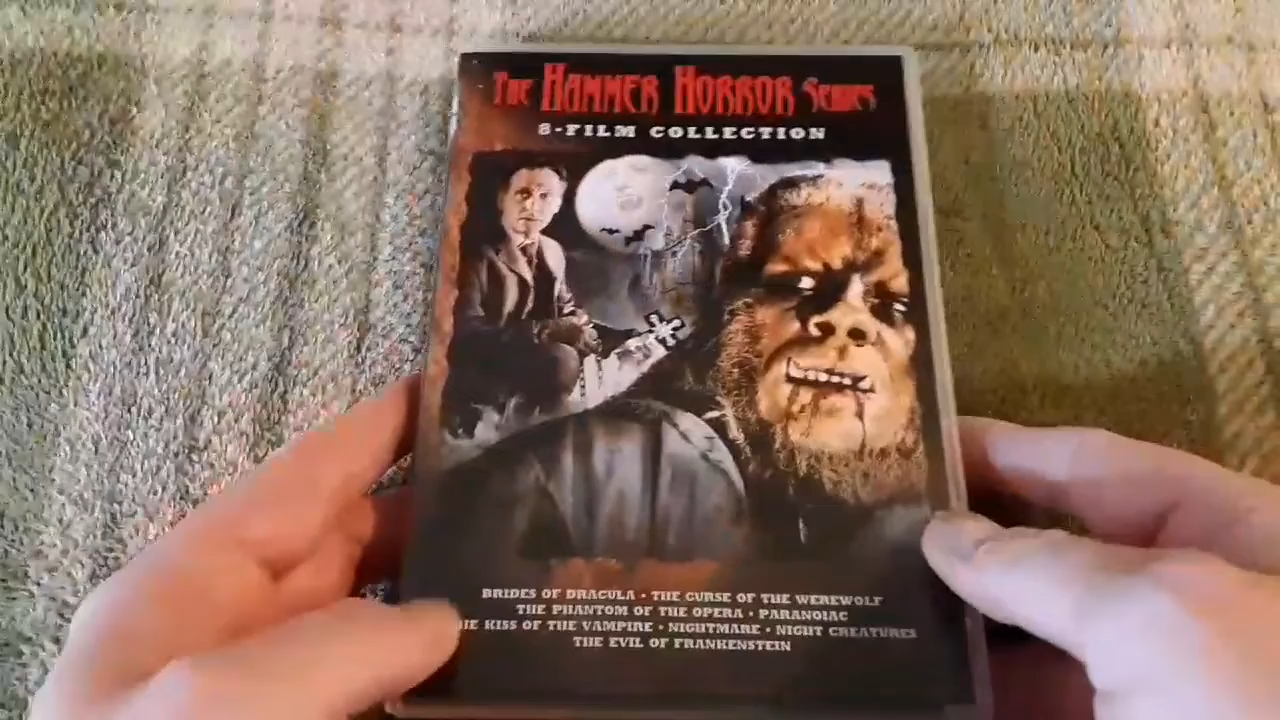 THE HAMMER HORROR SERIES
8-FILM COLLECTION
BRIDES OF DRACULA • THE CURSE OF THE WEREWOLF
THE PHANTOM OF THE OPERA • PARANOIAC
HE KISS OF THE VAMPIRE • NIGHTMARE • NIGHT CREATURES
THE EVIL OF FRANKENSTEIN